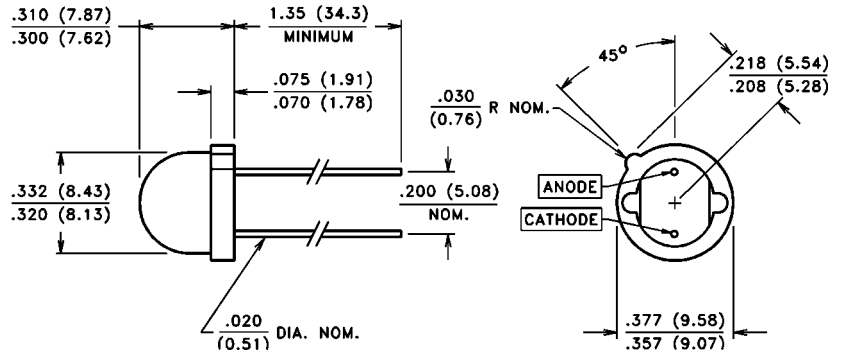 .310 (7.87)
.300 (7.62)
1.35 (34.3)
MINIMUM
.075 (1.91)
.070 (1.78)
.332 (8.43)
.320 (8.13)
.200 (5.08)
NOM.
.020
(0.51)
DIA. NOM.
45°
.218 (5.54)
.208 (5.28)
.030
(0.76)
R NOM.
ANODE
CATHODE
.377 (9.58)
.357 (9.07)